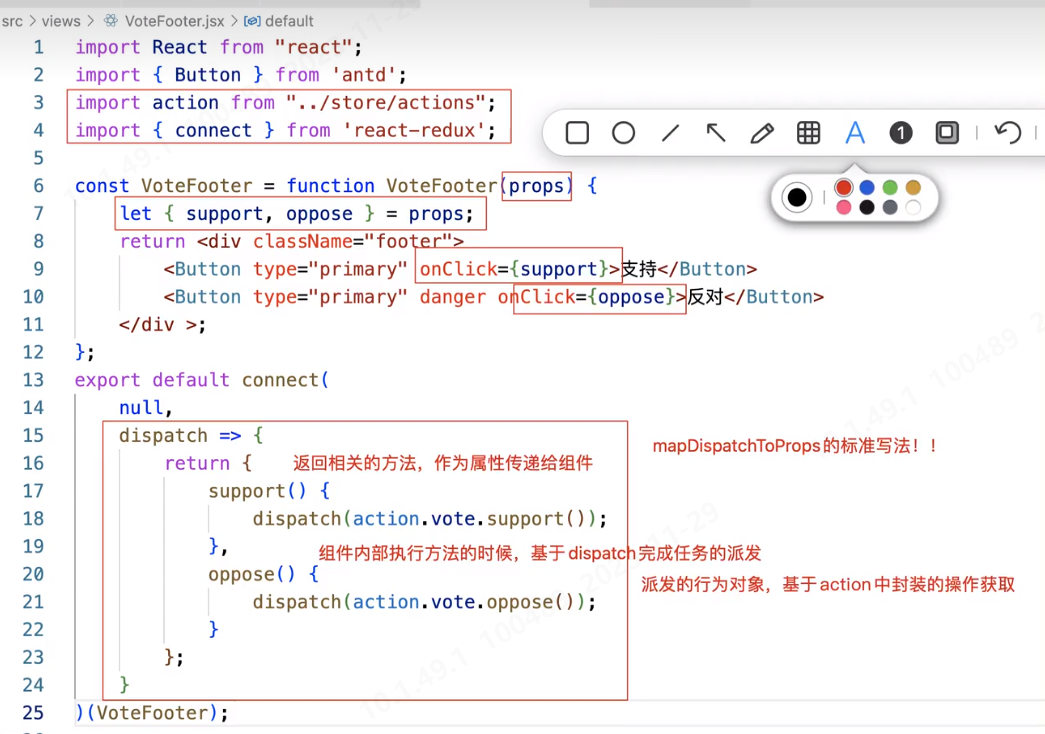 src > views > VoteFooter.jsx > default
1 import React from "react";
2 import { Button } from 'antd';
3 import action from "../store/actions";
4 import { connect } from 'react-redux';
5
6 const VoteFooter = function VoteFooter(props) {
7 let { support, oppose } = props;
8 return <div className="footer">
9 <Button type="primary" onClick={support}>支持</Button>
10 <Button type="primary" danger onClick={oppose}>反对</Button>
11 </div >;
12 };
13 export default connect(
14 null,
15 dispatch => {
mapDispatchToProps的标准写法！！
16 return { 返回相关的方法，作为属性传递给组件
17 support() {
18 dispatch(action.vote.support());
19 }, 组件内部执行方法的时候，基于dispatch完成任务的派发
20 oppose() {
派发的行为对象，基于action中封装的操作获取
21 dispatch(action.vote.oppose());
22 }
23 };
24 }
25 )(VoteFooter);